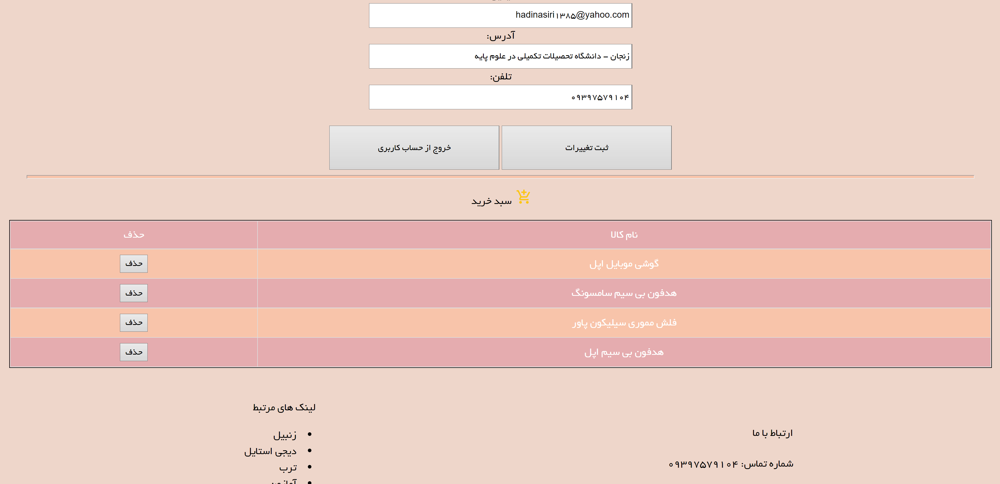 hadinasiri۱۳۸۵@yahoo.com
آدرس:
زنجان - دانشگاه تحصیلات تکمیلی در علوم پایه
تلفن:
۰۹۳۹۷۵۷۹۱۰۴
ثبت تغییرات
خروج از حساب کاربری
سبد خرید
نام کالا حذف
گوشی موبایل اپل حذف
هدفون بی سیم سامسونگ حذف
فلش مموری سیلیکون پاور حذف
هدفون بی سیم اپل حذف
ارتباط با ما
شماره تماس: ۰۹۳۹۷۵۷۹۱۰۴
لینک های مرتبط
زنبیل
دیجی استایل
ترب